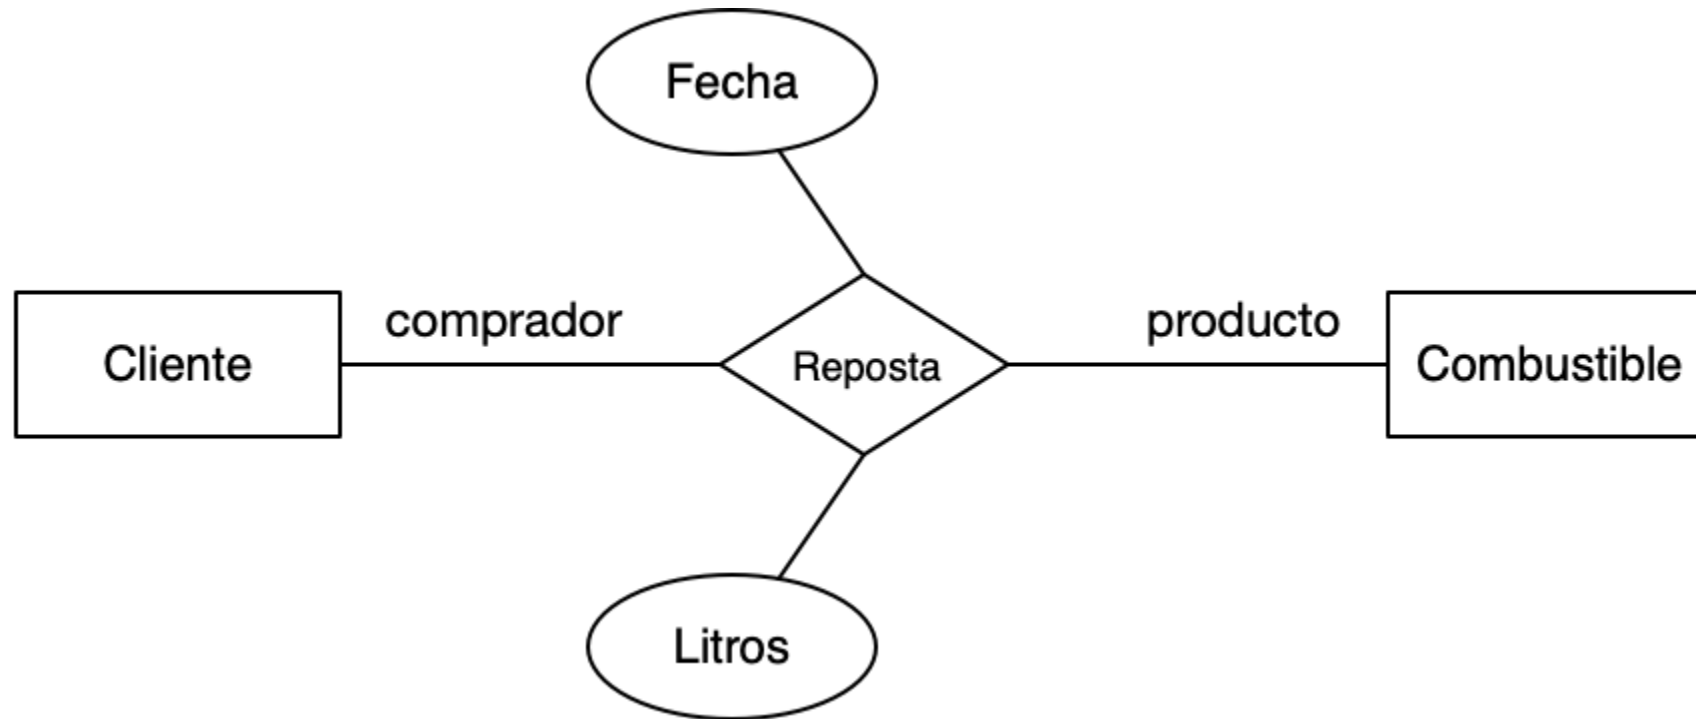 Fecha
comprador
producto
Cliente
Reposta
Combustible
Litros